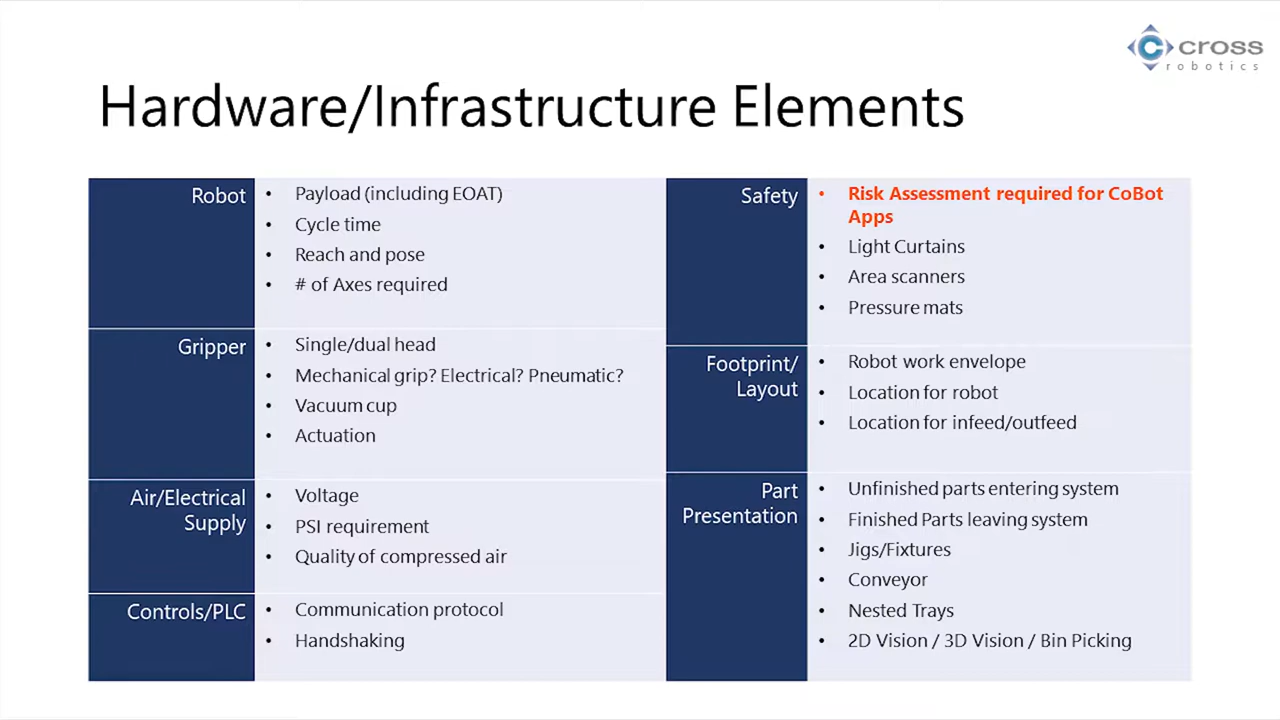 cross
robotics
Hardware/Infrastructure Elements
Robot
• Payload (including EOAT)
• Cycle time
• Reach and pose
• # of Axes required
Gripper
• Single/dual head
• Mechanical grip? Electrical? Pneumatic?
• Vacuum cup
• Actuation
Air/Electrical
Supply
• Voltage
• PSI requirement
• Quality of compressed air
Controls/PLC
• Communication protocol
• Handshaking
Safety
• Risk Assessment required for CoBot
Apps
• Light Curtains
• Area scanners
• Pressure mats
Footprint/
Layout
• Robot work envelope
• Location for robot
• Location for infeed/outfeed
Part
Presentation
• Unfinished parts entering system
• Finished Parts leaving system
• Jigs/Fixtures
• Conveyor
• Nested Trays
• 2D Vision / 3D Vision / Bin Picking